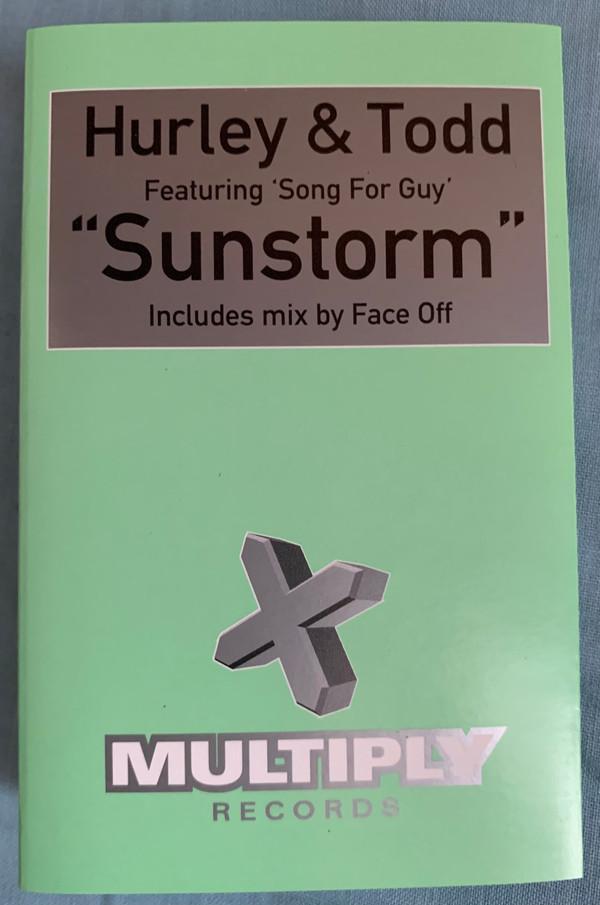 Hurley & Todd
Featuring ‘Song For Guy’
“Sunstorm”
Includes mix by Face Off
MULTIPLY
RECORDS